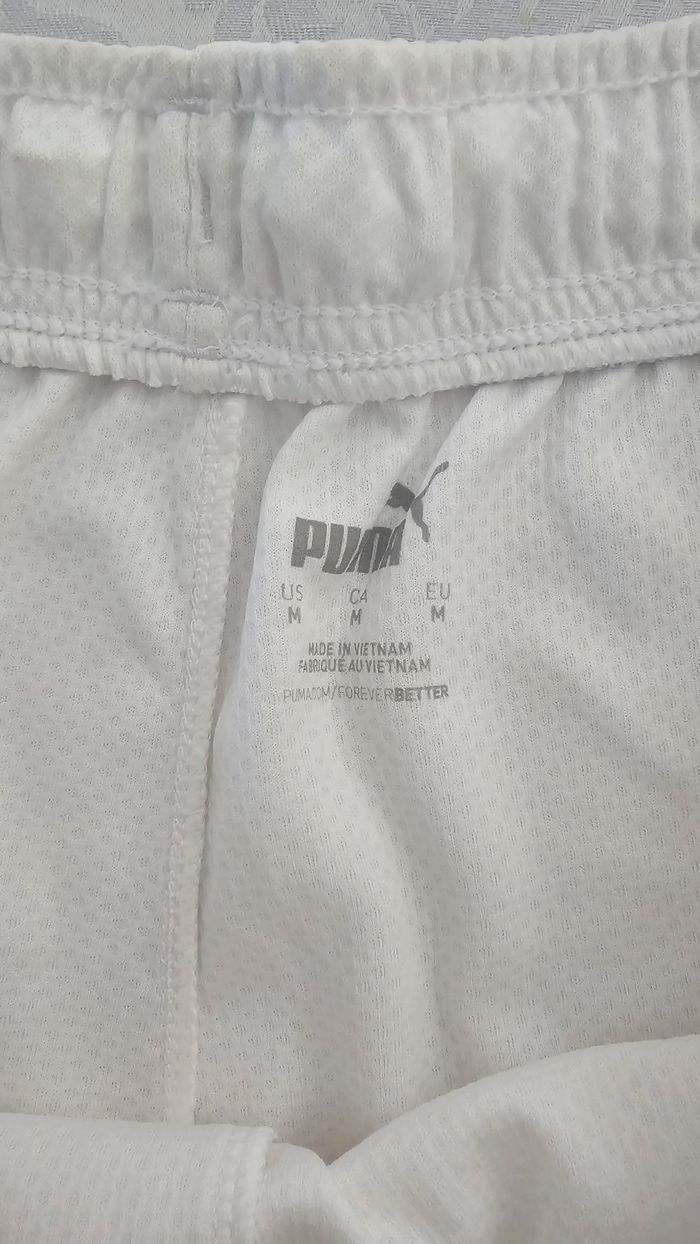 PUMA
US CA EU
M M M
MADE IN VIETNAM
FABRIQUÉ AU VIETNAM
PUMA.COM/FOREVERBETTER